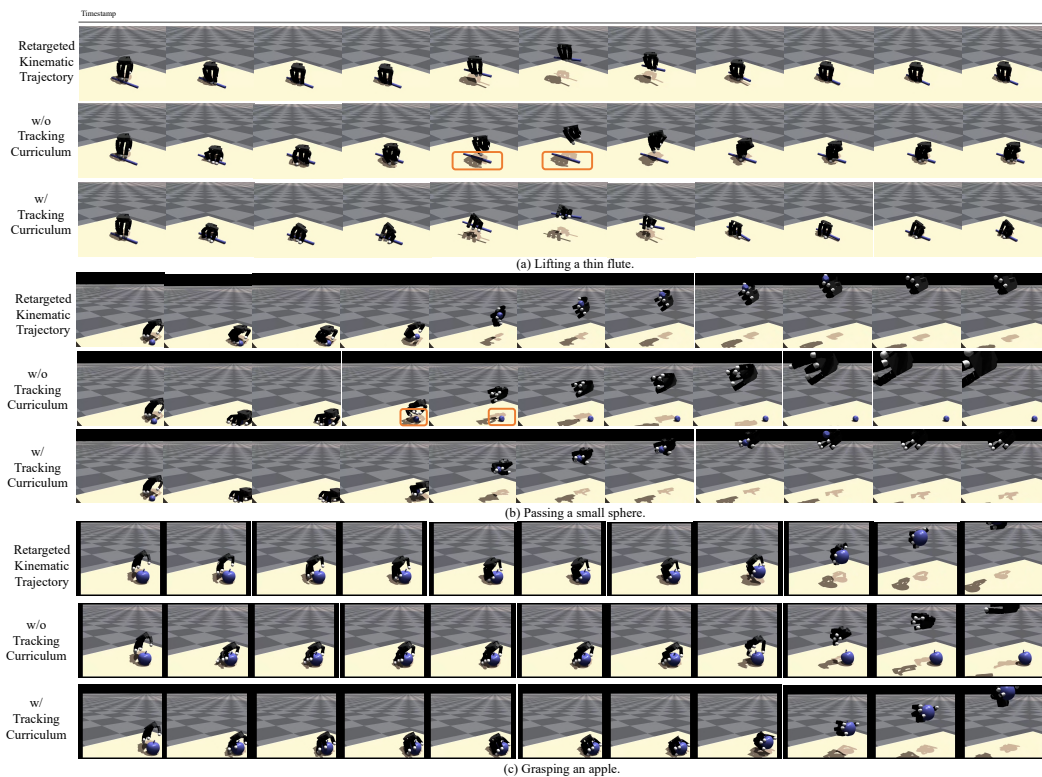 Timestamp
Retargeted
Kinematic
Trajectory
w/o
Tracking
Curriculum
w/
Tracking
Curriculum
(a) Lifting a thin flute.
Retargeted
Kinematic
Trajectory
w/o
Tracking
Curriculum
w/
Tracking
Curriculum
(b) Passing a small sphere.
Retargeted
Kinematic
Trajectory
w/o
Tracking
Curriculum
w/
Tracking
Curriculum
(c) Grasping an apple.